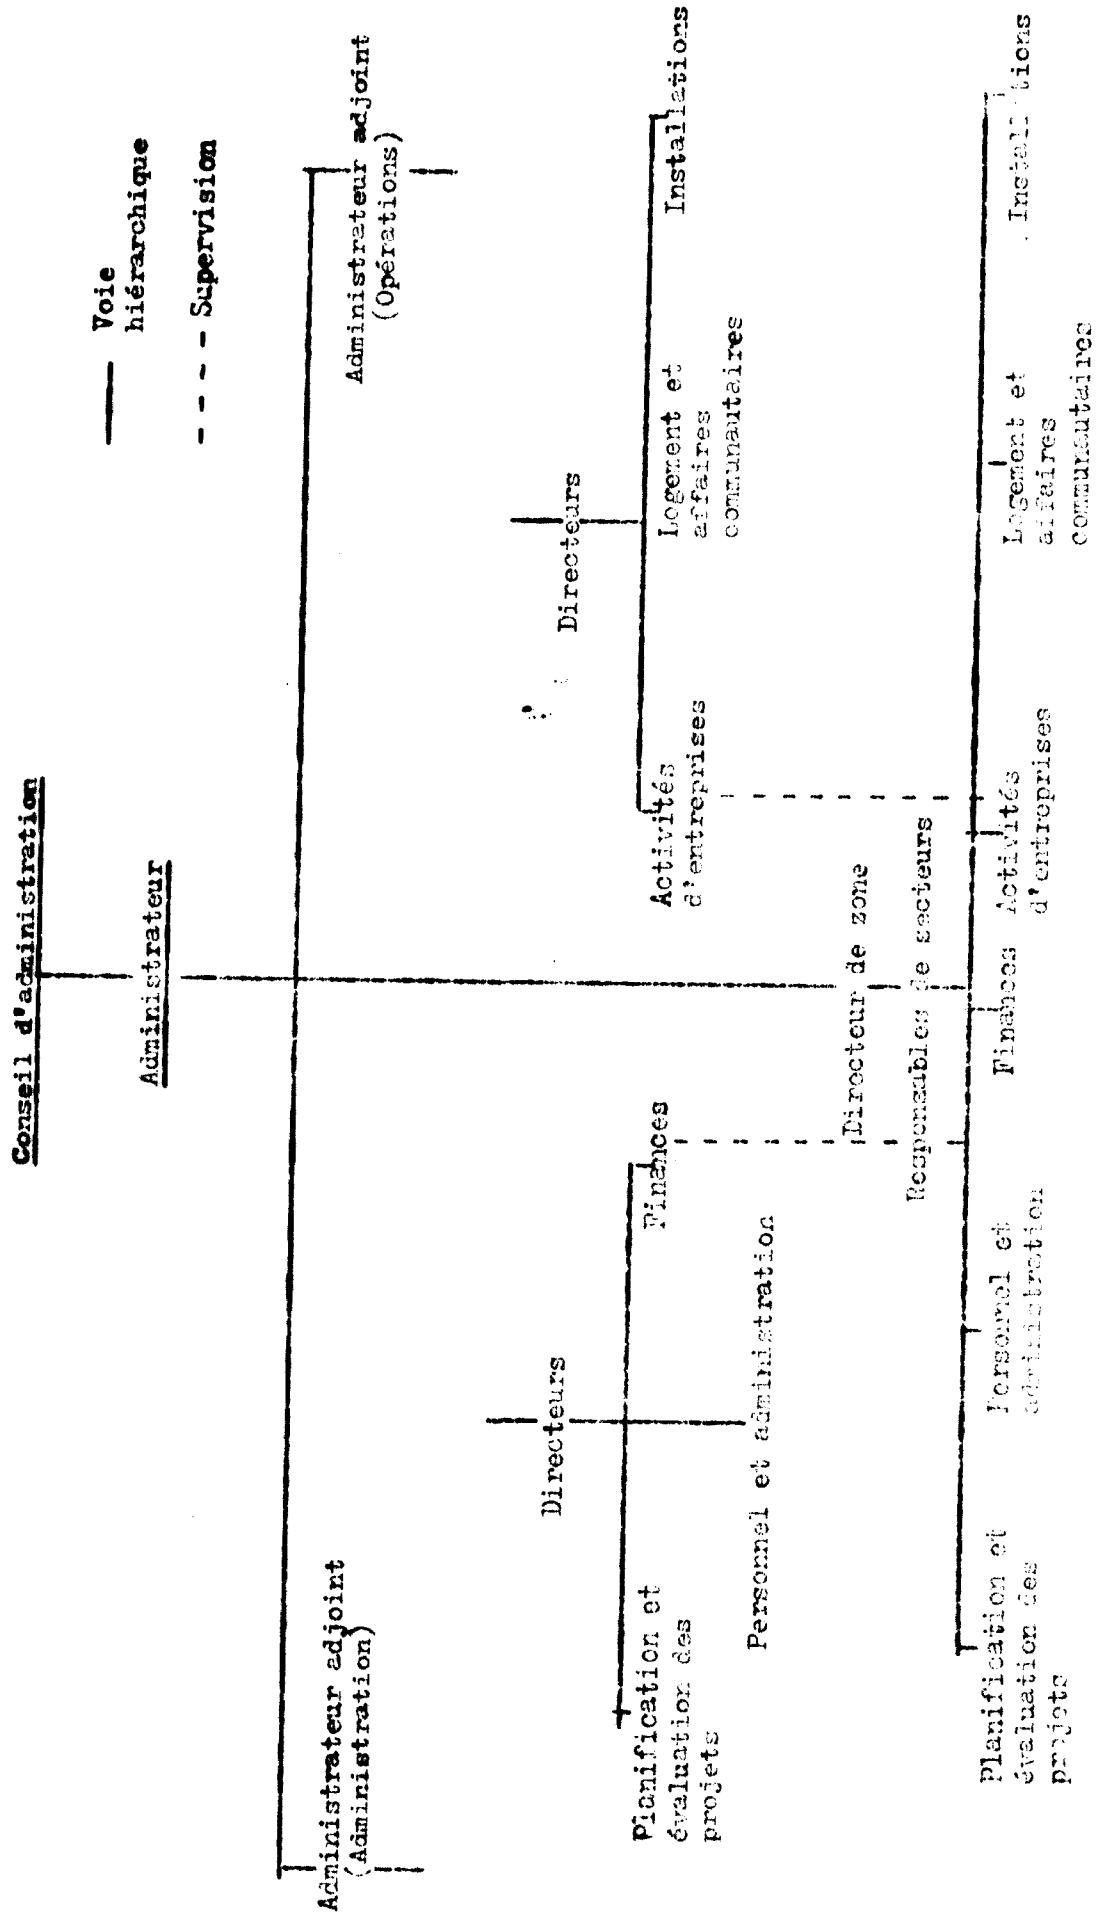 Conseil d'administration
Administrateur
Voie
hiérarchique
Supervision
Administrateur adjoint
(Administration)
Administrateur adjoint
(Opérations)
Directeurs
Directeurs
Planification et
évaluation des
projets
Finances
Personnel et administration
Activités
d'entreprises
Logement et
affaires
communautaires
Installations
Directeur de zone
Responsables de secteurs
Planification et
évaluation des
projets
Personnel et
administration
Finances
Activités
d'entreprises
Logement et
affaires
communautaires
Installations